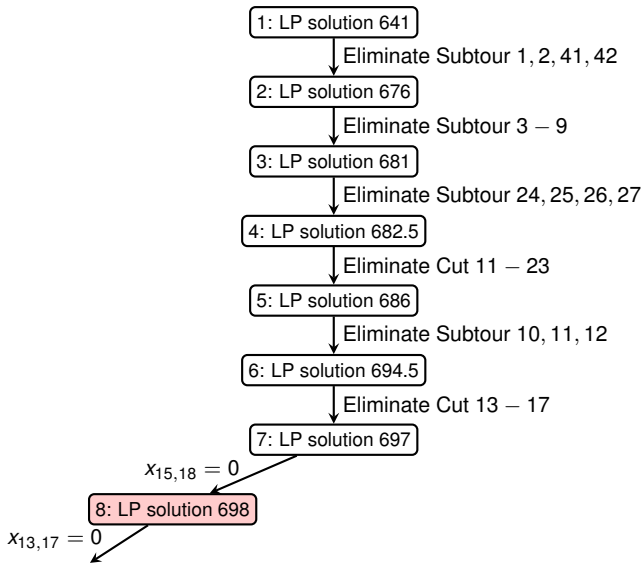 1: LP solution 641
Eliminate Subtour 1, 2, 41, 42
2: LP solution 676
Eliminate Subtour 3 − 9
3: LP solution 681
Eliminate Subtour 24, 25, 26, 27
4: LP solution 682.5
Eliminate Cut 11 − 23
5: LP solution 686
Eliminate Subtour 10, 11, 12
6: LP solution 694.5
Eliminate Cut 13 − 17
7: LP solution 697
x15,18 = 0
8: LP solution 698
x13,17 = 0